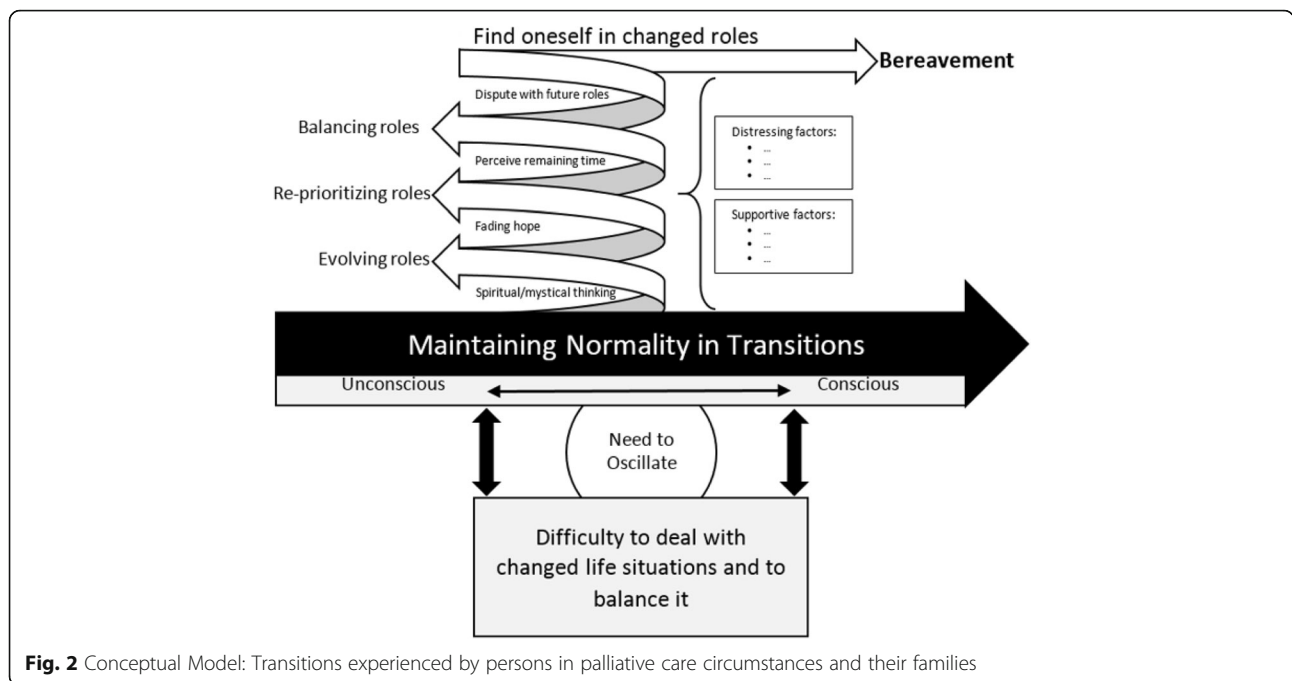 Find oneself in changed roles
Bereavement
Dispute with future roles
Balancing roles
Perceive remaining time
Re-prioritizing roles
Fading hope
Evolving roles
Spiritual/mystical thinking
Distressing factors:
• ...
• ...
• ...
Supportive factors:
• ...
• ...
• ...
Maintaining Normality in Transitions
Unconscious
Conscious
Need to
Oscillate
Difficulty to deal with
changed life situations and to
balance it
Fig. 2 Conceptual Model: Transitions experienced by persons in palliative care circumstances and their families